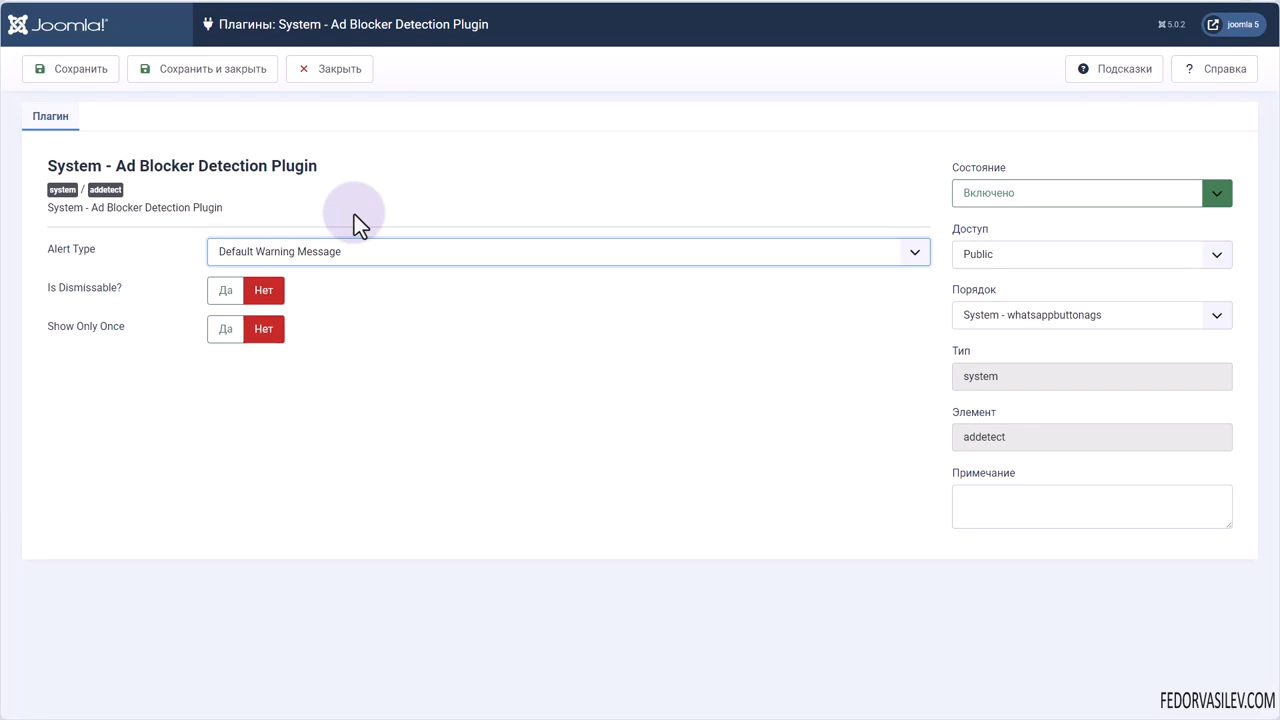 Joomla!®
Плагины: System - Ad Blocker Detection Plugin
5.0.2
joomla 5
Сохранить
Сохранить и закрыть
Закрыть
Подсказки
? Справка
Плагин
System - Ad Blocker Detection Plugin
system / addetect
System - Ad Blocker Detection Plugin
Alert Type
Default Warning Message
Is Dismissable?
Да
Нет
Show Only Once
Да
Нет
Состояние
Включено
Доступ
Public
Порядок
System - whatsappbuttonags
Тип
system
Элемент
addetect
Примечание
FEDORVASILEV.COM